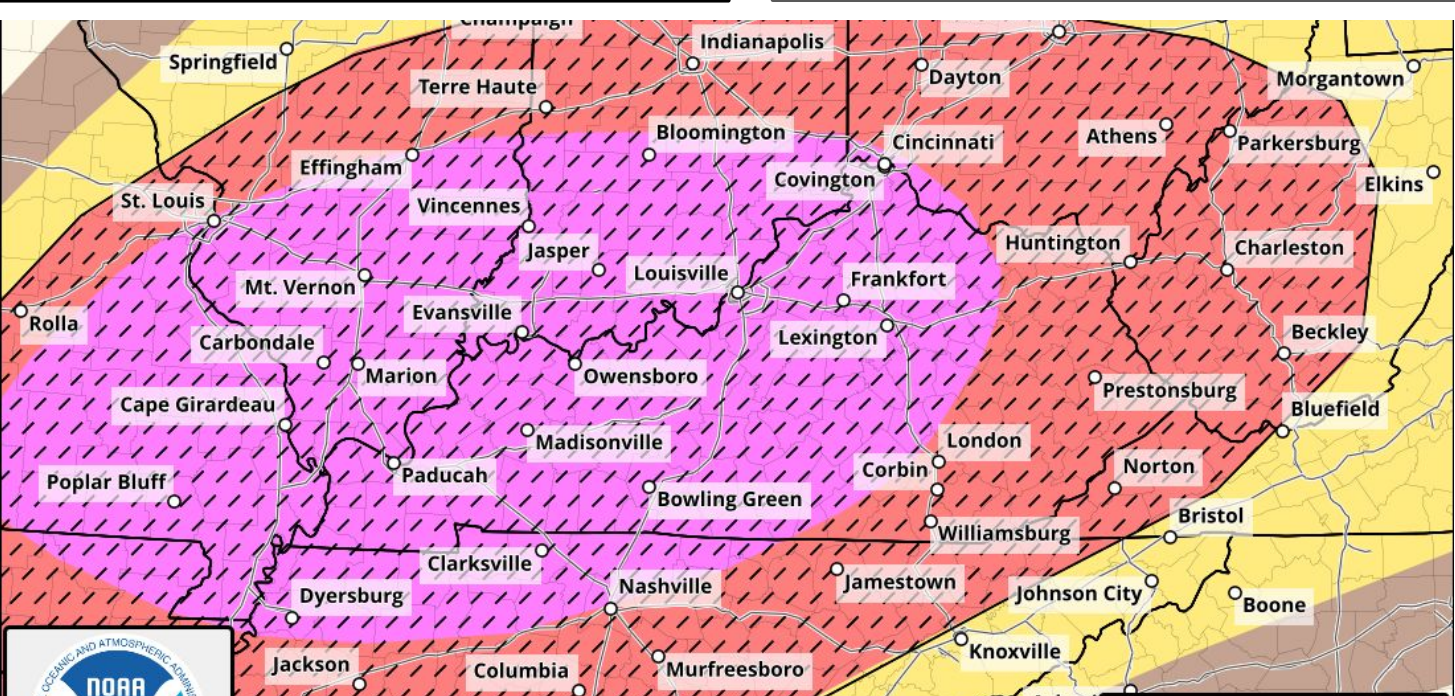 Champaign
Indianapolis
Springfield
Dayton
Morgantown
Terre Haute
Bloomington
Cincinnati
Athens
Parkersburg
Effingham
Covington
Elkins
St. Louis
Vincennes
Jasper
Louisville
Huntington
Charleston
Mt. Vernon
Frankfort
Rolla
Evansville
Lexington
Beckley
Carbondale
Marion
Owensboro
Prestonsburg
Cape Girardeau
Bluefield
Madisonville
London
Poplar Bluff
Paducah
Corbin
Norton
Bowling Green
Bristol
Williamsburg
Clarksville
Nashville
Jamestown
Johnson City
Dyersburg
Boone
Knoxville
Jackson
Columbia
Murfreesboro
OCEANIC AND ATMOSPHERIC
NOAA